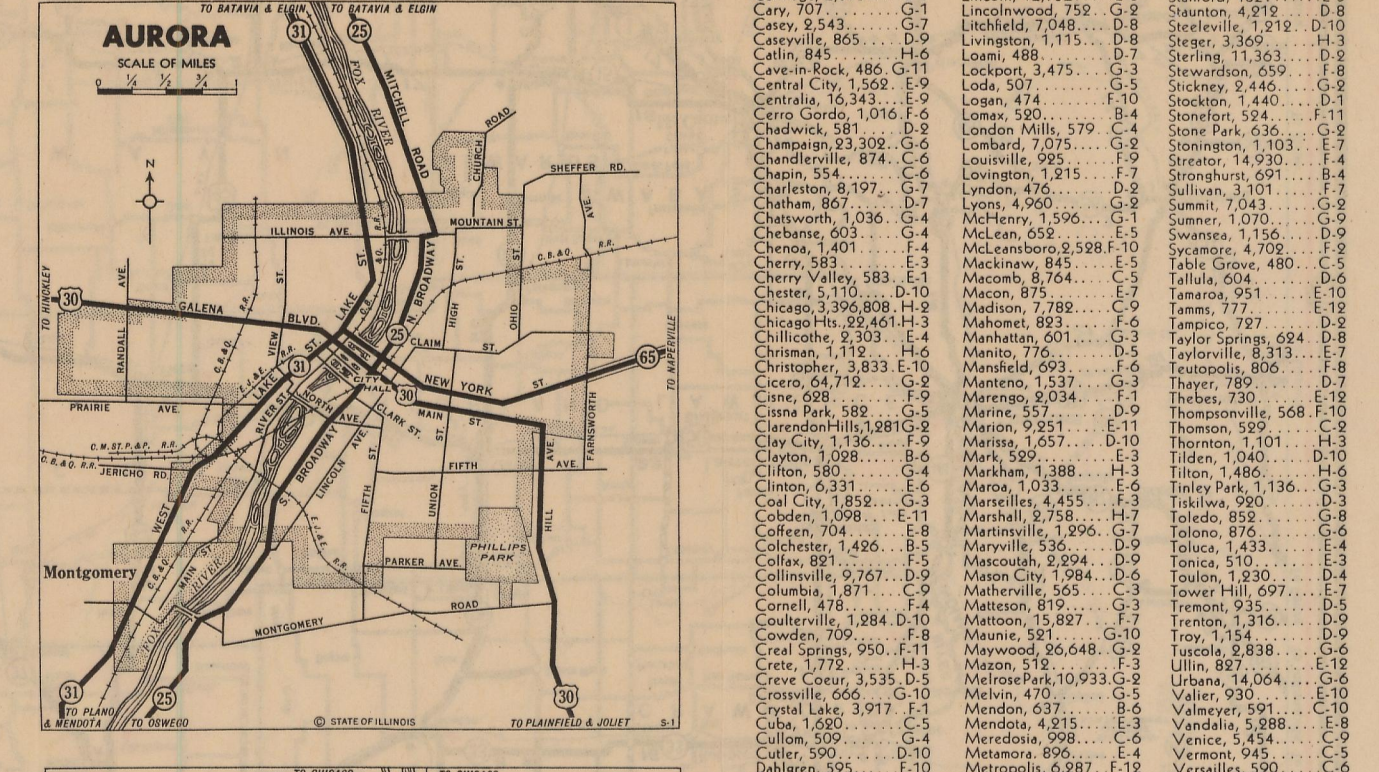 TO BATAVIA & ELGIN
TO BATAVIA & ELGIN
AURORA
SCALE OF MILES
0 1/4 1/2 3/4 1
31
25
FOX
RIVER
MITCHELL
ROAD
ROAD
CHURCH
SHEFFER RD.
N
AVE.
MOUNTAIN ST.
ILLINOIS AVE.
R.R.
C.B.&Q. R.R.
TO HINCKLEY
30
AVE.
ST.
ST.
LAKE
N. BROADWAY
ST.
HIGH
OHIO
GALENA
BLVD.
RANDALL
VIEW
25
CLAIM ST.
65
TO NAPERVILLE
C.B.&Q. R.R.
E.J.&E. R.R.
31
ST.
LAKE
CITY
HALL
NEW YORK ST.
30
RIVER ST.
NORTH AVE.
CLARK ST.
MAIN ST.
ST.
PRAIRIE AVE.
FARNSWORTH
C.M.ST.P.&P. R.R.
C.B.&Q. R.R.
JERICHO RD.
S. BROADWAY
LINCOLN AVE.
FIFTH ST.
UNION
FIFTH AVE.
AVE.
HILL
WEST
R.R.
C.B.&Q.
MAIN ST.
RIVER
FOX
E.J.&E. R.R.
PHILLIPS
PARK
PARKER AVE.
Montgomery
MONTGOMERY ROAD
31
25
30
TO PLANO
& MENDOTA
TO OSWEGO
© STATE OF ILLINOIS
TO PLAINFIELD & JOLIET
S-1
TO CHICAGO
TO CHICAGO
Cary, 707 G-1
Casey, 2,543 G-7
Caseyville, 865 D-9
Catlin, 845 H-6
Cave-in-Rock, 486 G-11
Central City, 1,562 E-9
Centralia, 16,343 E-9
Cerro Gordo, 1,016 F-6
Chadwick, 581 D-2
Champaign, 23,302 G-6
Chandlerville, 874 C-6
Chapin, 554 C-6
Charleston, 8,197 G-7
Chatham, 867 D-7
Chatsworth, 1,036 G-4
Chebanse, 603 G-4
Chenoa, 1,401 F-4
Cherry, 583 E-3
Cherry Valley, 583 E-1
Chester, 5,110 D-10
Chicago, 3,396,808 H-2
Chicago Hts., 22,461 H-3
Chillicothe, 2,303 E-4
Chrisman, 1,112 H-6
Christopher, 3,833 E-10
Cicero, 64,712 G-2
Cisne, 628 F-9
Cissna Park, 582 G-5
Clarendon Hills, 1,281 G-2
Clay City, 1,136 F-9
Clayton, 1,028 B-6
Clifton, 580 G-4
Clinton, 6,331 E-6
Coal City, 1,852 G-3
Cobden, 1,098 E-11
Coffeen, 704 E-8
Colchester, 1,426 B-5
Colfax, 821 F-5
Collinsville, 9,767 D-9
Columbia, 1,871 C-9
Cornell, 478 F-4
Coulterville, 1,284 D-10
Cowden, 709 F-8
Creal Springs, 950 F-11
Crete, 1,772 H-3
Creve Coeur, 3,535 D-5
Crossville, 666 G-10
Crystal Lake, 3,917 F-1
Cuba, 1,620 C-5
Cullom, 509 G-4
Cutler, 590 D-10
Dahlgren, 595 F-10
Lincolnwood, 752 G-2
Litchfield, 7,048 D-8
Livingston, 1,115 D-8
Loami, 488 D-7
Lockport, 3,475 G-3
Loda, 507 G-5
Logan, 474 F-10
Lomax, 520 B-4
London Mills, 579 C-4
Lombard, 7,075 G-2
Louisville, 925 F-9
Lovington, 1,215 F-7
Lyndon, 476 D-2
Lyons, 4,960 G-2
McHenry, 1,596 G-1
McLean, 652 E-5
McLeansboro, 2,528 F-10
Mackinaw, 845 E-5
Macomb, 8,764 C-5
Macon, 875 E-7
Madison, 7,782 C-9
Mahomet, 823 F-6
Manhattan, 601 G-3
Manito, 776 D-5
Mansfield, 693 F-6
Manteno, 1,537 G-3
Marengo, 2,034 F-1
Marine, 557 D-9
Marion, 9,251 E-11
Marissa, 1,657 D-10
Mark, 529 E-3
Markham, 1,388 H-3
Maroa, 1,033 E-6
Marseilles, 4,455 F-3
Marshall, 2,758 H-7
Martinsville, 1,296 G-7
Maryville, 536 D-9
Mascoutah, 2,294 D-9
Mason City, 1,984 D-6
Matherville, 565 C-3
Matteson, 819 G-3
Mattoon, 15,827 F-7
Maunie, 521 G-10
Maywood, 26,648 G-2
Mazon, 512 F-3
Melrose Park, 10,933 G-2
Melvin, 470 G-5
Mendon, 637 B-6
Mendota, 4,215 E-3
Meredosia, 998 C-6
Metamora, 896 E-4
Metropolis, 6,287 F-12
Staunton, 4,212 D-8
Steeleville, 1,212 D-10
Steger, 3,369 H-3
Sterling, 11,363 D-2
Stewardson, 659 F-8
Stickney, 2,446 G-2
Stockton, 1,440 D-1
Stonefort, 524 F-11
Stone Park, 636 G-2
Stonington, 1,103 E-7
Streator, 14,930 F-4
Stronghurst, 691 B-4
Sullivan, 3,101 F-7
Summit, 7,043 G-2
Sumner, 1,070 G-9
Swansea, 1,156 D-9
Sycamore, 4,702 F-2
Table Grove, 480 C-5
Tallula, 604 D-6
Tamaroa, 951 E-10
Tamms, 777 E-12
Tampico, 727 D-2
Taylor Springs, 624 D-8
Taylorville, 8,313 E-7
Teutopolis, 806 F-8
Thayer, 789 D-7
Thebes, 730 E-12
Thompsonville, 568 F-10
Thomson, 529 C-2
Thornton, 1,101 H-3
Tilden, 1,040 D-10
Tilton, 1,486 H-6
Tinley Park, 1,136 G-3
Tiskilwa, 920 D-3
Toledo, 852 G-8
Tolono, 876 G-6
Toluca, 1,433 E-4
Tonica, 510 E-3
Toulon, 1,230 D-4
Tower Hill, 697 E-7
Tremont, 935 D-5
Trenton, 1,316 D-9
Troy, 1,154 D-9
Tuscola, 2,838 G-6
Ullin, 827 E-12
Urbana, 14,064 G-6
Valier, 930 E-10
Valmeyer, 591 C-10
Vandalia, 5,288 E-8
Venice, 5,454 C-9
Vermont, 945 C-5
Versailles, 590 C-6